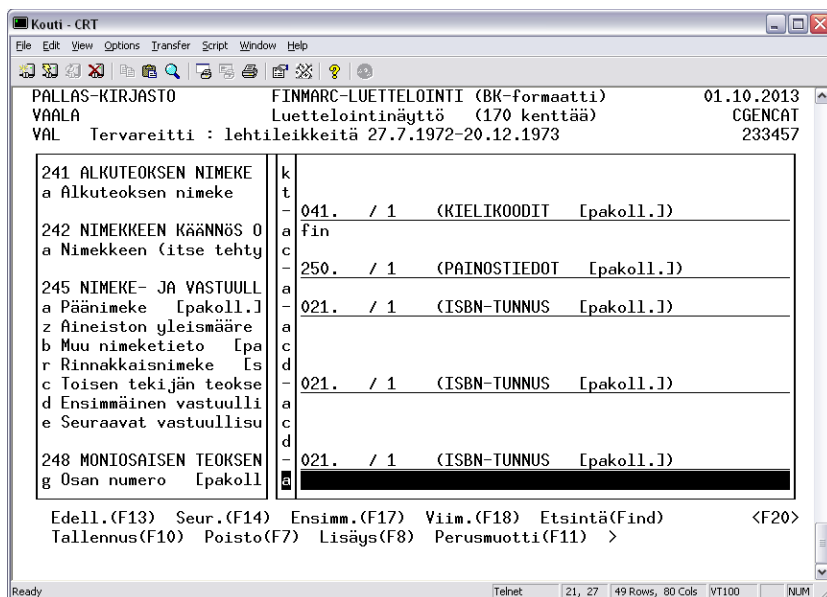 Kouti - CRT
File Edit View Options Transfer Script Window Help
PALLAS-KIRJASTO FINMARC-LUETTELOINTI (BK-formaatti) 01.10.2013
VAALA Luettelointinäyttö (170 kenttää) CGENCAT
VAL Tervareitti : lehtileikkeitä 27.7.1972-20.12.1973 233457
241 ALKUTEOKSEN NIMEKE k
a Alkuteoksen nimeke t
- 041. / 1 (KIELIKOODIT [pakoll.])
242 NIMEKKEEN KÄÄNNöS O a fin
a Nimekkeen (itse tehty c
- 250. / 1 (PAINOSTIEDOT [pakoll.])
245 NIMEKE- JA VASTUULL a
a Päänimeke [pakoll.] - 021. / 1 (ISBN-TUNNUS [pakoll.])
z Aineiston yleismääre a
b Muu nimeketieto [pa c
r Rinnakkaisnimeke [s d
c Toisen tekijän teokse - 021. / 1 (ISBN-TUNNUS [pakoll.])
d Ensimmäinen vastuulli a
e Seuraavat vastuullisu c
d
248 MONIOSAISEN TEOKSEN - 021. / 1 (ISBN-TUNNUS [pakoll.])
g Osan numero [pakoll a
Edell.(F13) Seur.(F14) Ensimm.(F17) Viim.(F18) Etsintä(Find) <F20>
Tallennus(F10) Poisto(F7) Lisäys(F8) Perusmuotti(F11) >
Ready Telnet 21, 27 49 Rows, 80 Cols VT100 NUM